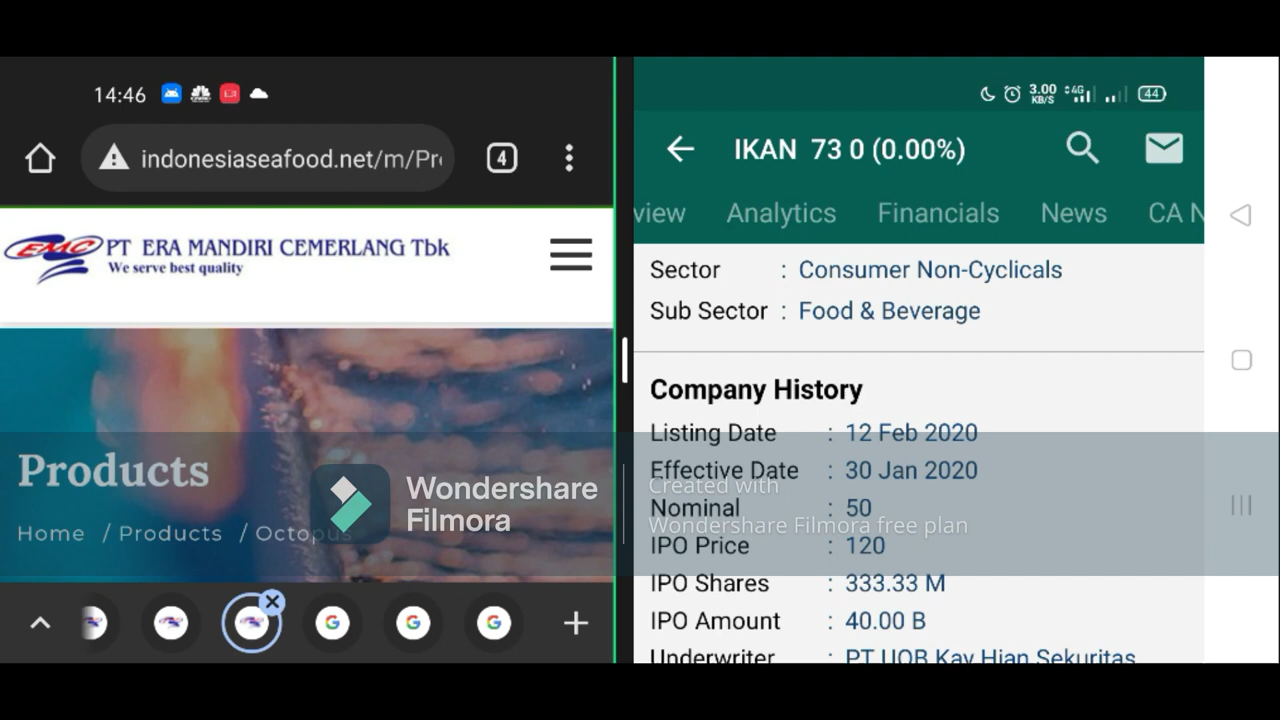 14:46
indonesiaseafood.net/m/Pr
4
EMC PT ERA MANDIRI CEMERLANG Tbk
We serve best quality
Products
Home / Products / Octopus
Wondershare
Filmora
3.00
KB/S
4G
44
IKAN 73 0 (0.00%)
view Analytics Financials News CA N
Sector : Consumer Non-Cyclicals
Sub Sector : Food & Beverage
Company History
Listing Date : 12 Feb 2020
Effective Date : 30 Jan 2020
Created with
Nominal : 50
Wondershare Filmora free plan
IPO Price : 120
IPO Shares : 333.33 M
IPO Amount : 40.00 B
Underwriter : PT UOB Kay Hian Sekuritas